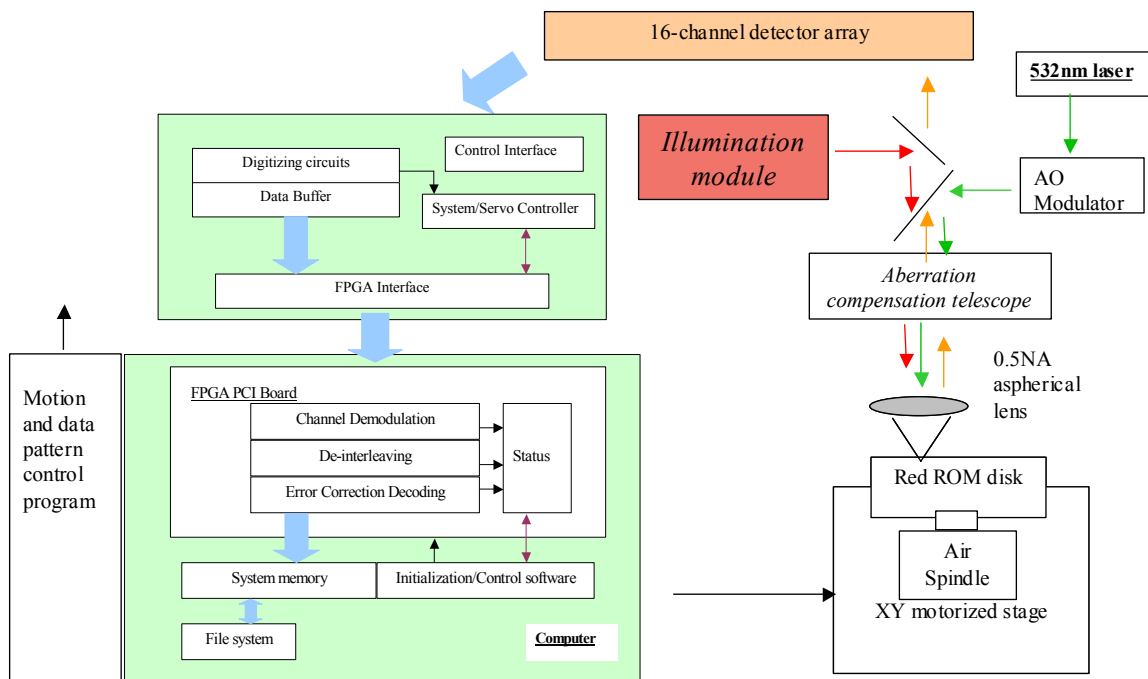 16-channel detector array
532nm laser
Illumination
module
AO
Modulator
Control Interface
Digitizing circuits
Data Buffer
System/Servo Controller
FPGA Interface
Aberration
compensation telescope
0.5NA
aspherical
lens
Motion
and data
pattern
control
program
FPGA PCI Board
Channel Demodulation
De-interleaving
Error Correction Decoding
Status
System memory
Initialization/Control software
File system
Computer
Red ROM disk
Air
Spindle
XY motorized stage